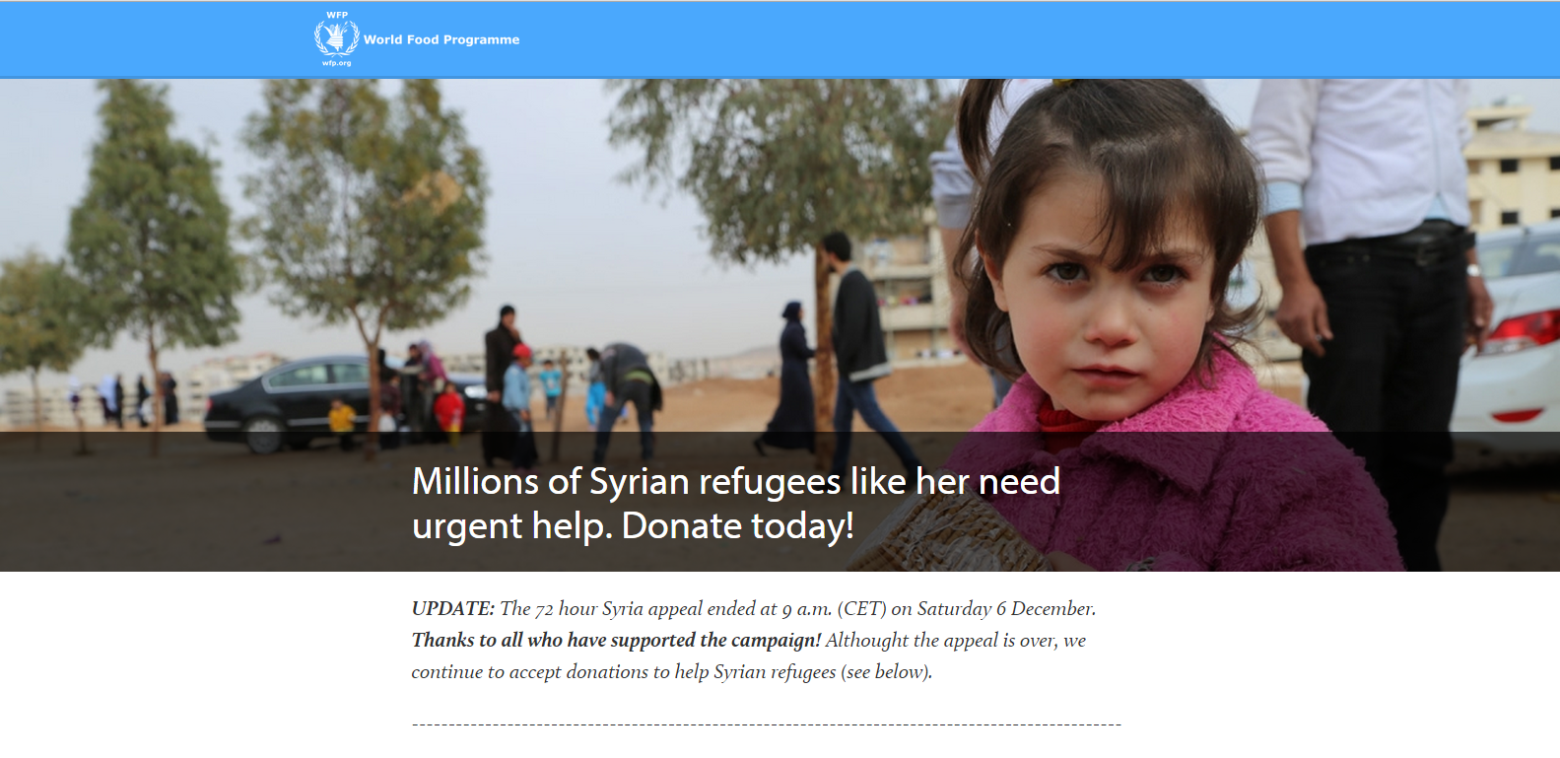 WFP
World Food Programme
wfp.org
Millions of Syrian refugees like her need
urgent help. Donate today!
UPDATE: The 72 hour Syria appeal ended at 9 a.m. (CET) on Saturday 6 December.
Thanks to all who have supported the campaign! Althought the appeal is over, we
continue to accept donations to help Syrian refugees (see below).